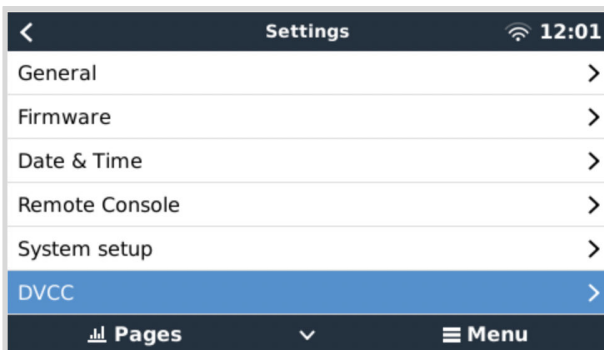 Settings 12:01
General
Firmware
Date & Time
Remote Console
System setup
DVCC
Pages Menu